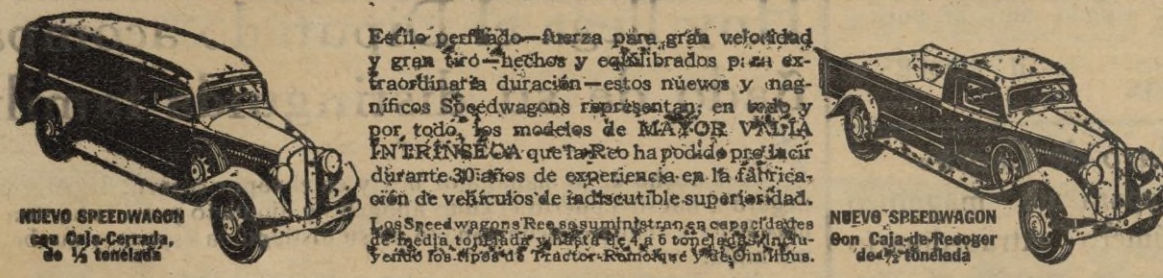 Estilo perfilado—fuerza para gran velocidad
y gran tiro—hechos y equilibrados para ex-
traordinaria duración—estos nuevos y mag-
níficos Speedwagons representan, en todo y
por todo, los modelos de MAYOR VALIA
INTRINSECA que la Reo ha podido producir
durante 30 años de experiencia en la fabrica-
ción de vehículos de indiscutible superioridad.
Los Speedwagons Reo se suministran en capacidades
de media tonelada y hasta de 4 a 6 toneladas, inclu-
yendo los tipos de Tractor-Remolque y de Omnibus.
NUEVO SPEEDWAGON
con Caja-Cerrada,
de ½ tonelada
NUEVO SPEEDWAGON
Con Caja-de-Recoger
de ½ tonelada